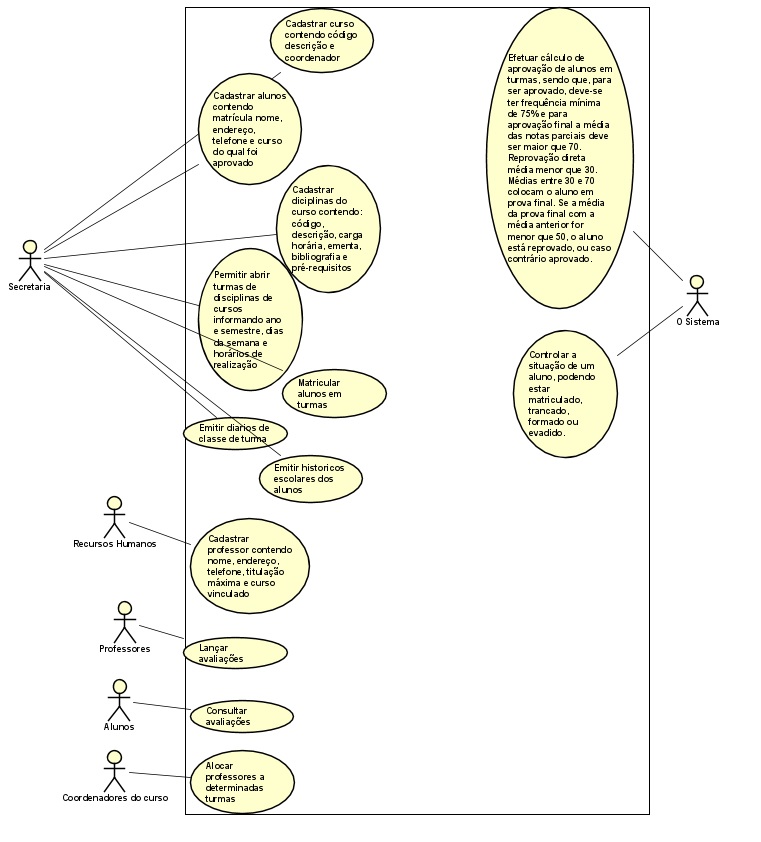 Cadastrar curso
contendo código
descrição e
coordenador
Cadastrar alunos
contendo
matrícula nome,
endereço,
telefone e curso
do qual foi
aprovado
Cadastrar
diciplinas do
curso contendo:
código,
descrição, carga
horária, ementa,
bibliografia e
pré-requisitos
Secretaria
Permitir abrir
turmas de
disciplinas de
cursos
informando ano
e semestre, dias
da semana e
horários de
realização
Matricular
alunos em
turmas
Emitir diarios de
classe de turma
Emitir historicos
escolares dos
alunos
Efetuar cálculo de
aprovação de alunos em
turmas, sendo que, para
ser aprovado, deve-se
ter frequência mínima
de 75% e para
aprovação final a média
das notas parciais deve
ser maior que 70.
Reprovação direta
média menor que 30.
Médias entre 30 e 70
colocam o aluno em
prova final. Se a média
da prova final com a
média anterior for
menor que 50, o aluno
está reprovado, ou caso
contrário aprovado.
O Sistema
Controlar a
situação de um
aluno, podendo
estar
matriculado,
trancado,
formado ou
evadido.
Recursos Humanos
Cadastrar
professor contendo
nome, endereço,
telefone, titulação
máxima e curso
vinculado
Professores
Lançar
avaliações
Alunos
Consultar
avaliações
Coordenadores do curso
Alocar
professores a
determinadas
turmas